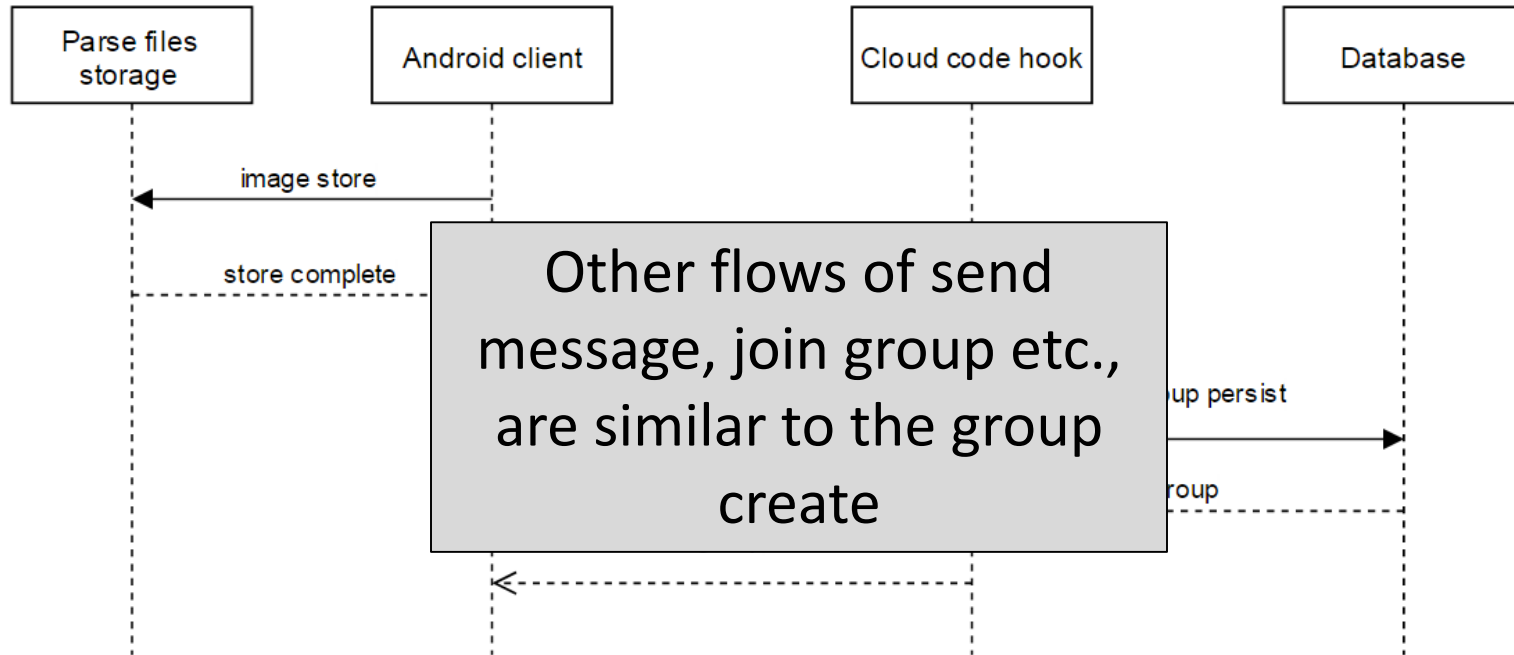 Parse files
storage
Android client
Cloud code hook
Database
image store
store complete
Other flows of send
message, join group etc.,
are similar to the group
create
persist